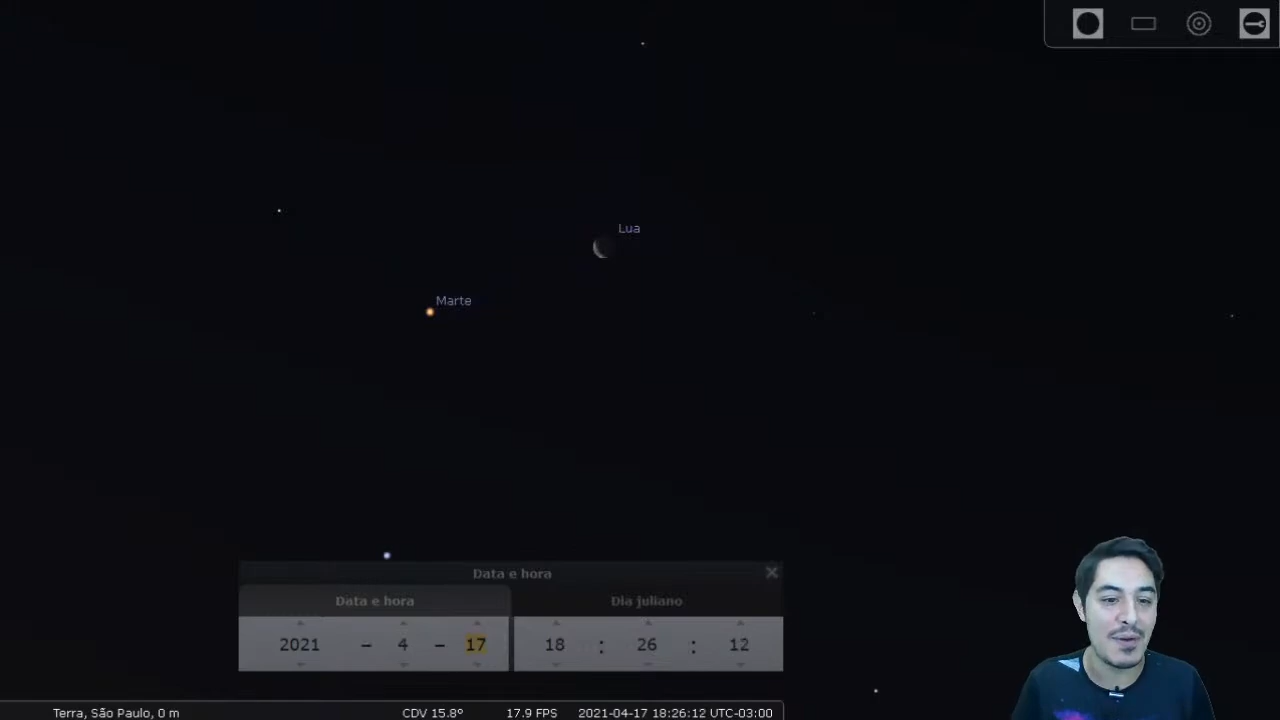 Lua
Marte
Data e hora
Data e hora Dia juliano
2021 - 4 - 17 18 : 26 : 12
Terra, São Paulo, 0 m CDV 15.8º 17.9 FPS 2021-04-17 18:26:12 UTC-03:00